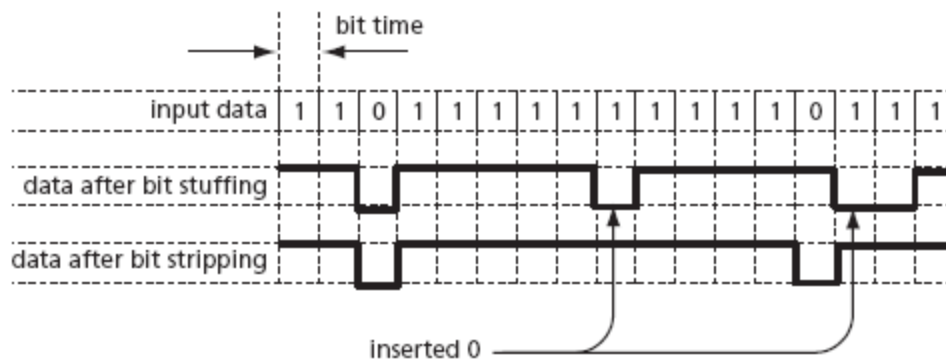 bit time
input data 1 1 0 1 1 1 1 1 1 1 1 1 1 0 1 1 1
data after bit stuffing
data after bit stripping
inserted 0